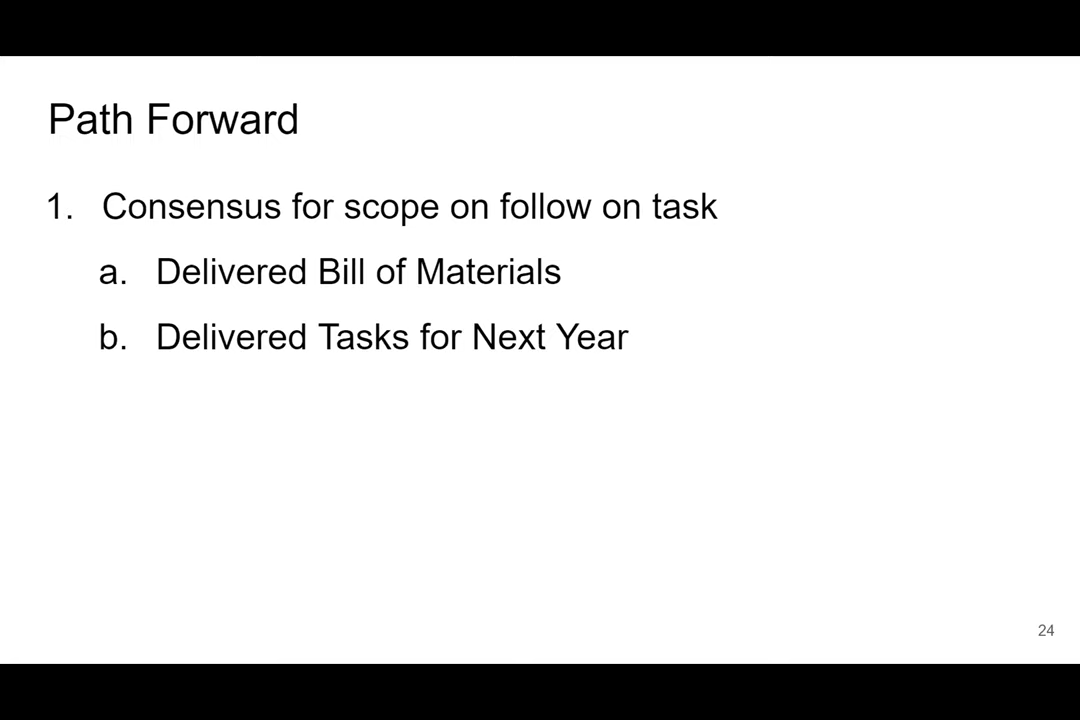 Path Forward
1. Consensus for scope on follow on task
a. Delivered Bill of Materials
b. Delivered Tasks for Next Year
24